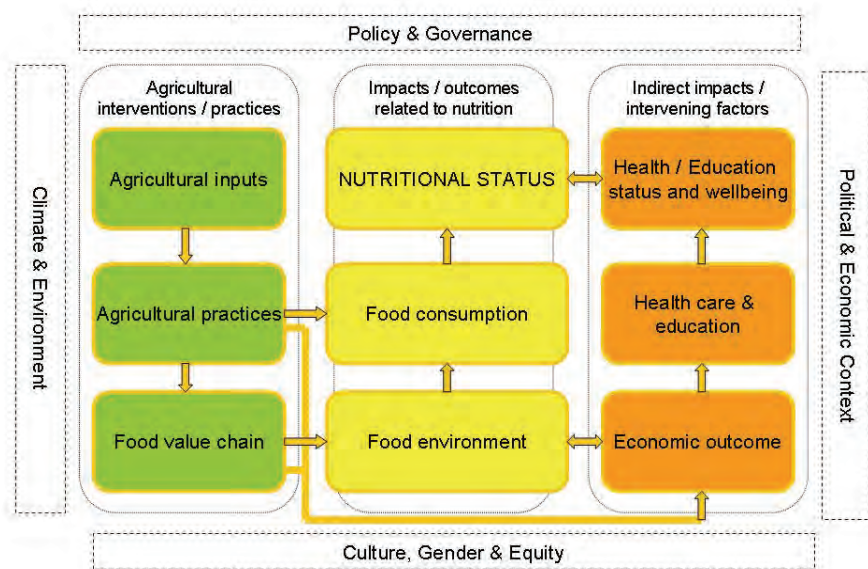 Policy & Governance
Agricultural
interventions / practices
Impacts / outcomes
related to nutrition
Indirect impacts /
intervening factors
Climate & Environment
Political & Economic Context
Agricultural inputs
NUTRITIONAL STATUS
Health / Education
status and wellbeing
Agricultural practices
Food consumption
Health care &
education
Food value chain
Food environment
Economic outcome
Culture, Gender & Equity